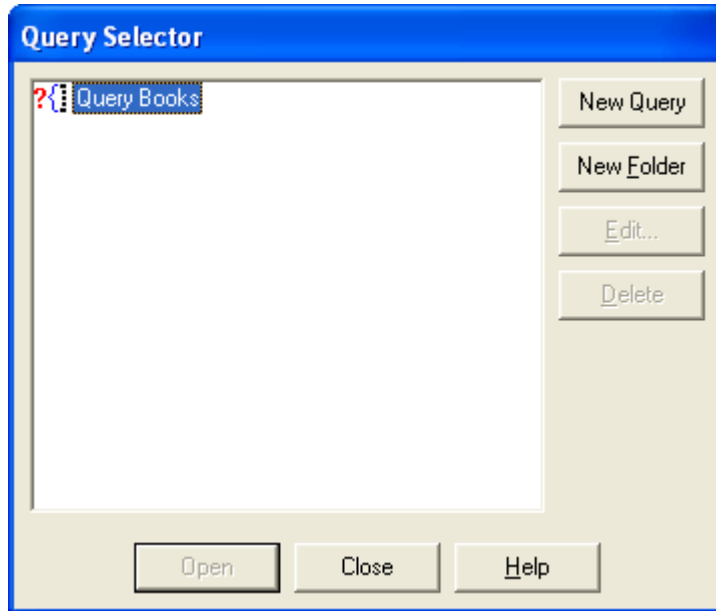 Query Selector
Query Books
New Query
New Folder
Edit...
Delete
Open
Close
Help